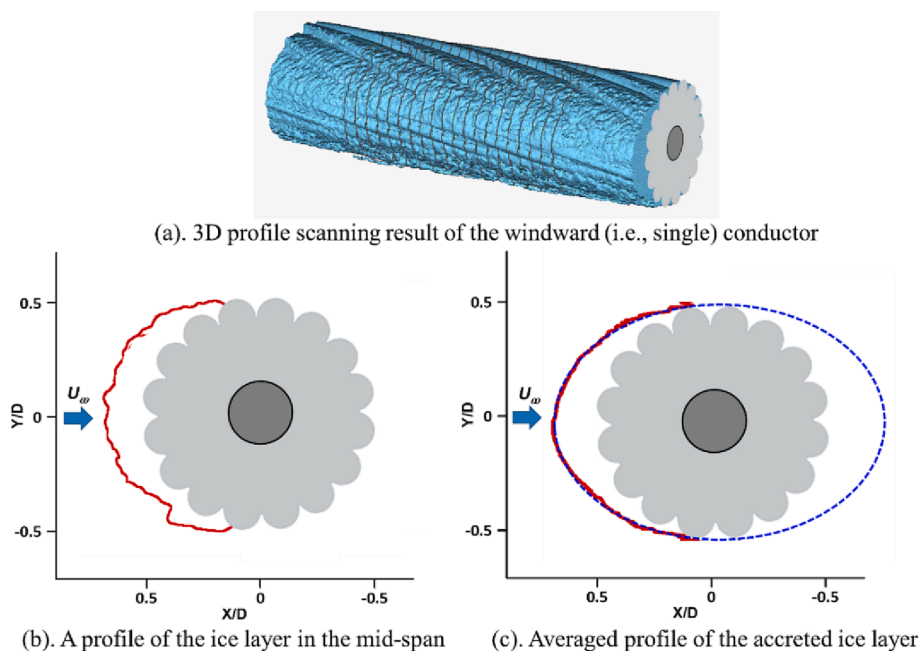 (a). 3D profile scanning result of the windward (i.e., single) conductor
0.5
0
-0.5
Y/D
U∞
0.5
0
-0.5
X/D
(b). A profile of the ice layer in the mid-span
0.5
0
-0.5
Y/D
U∞
0.5
0
-0.5
X/D
(c). Averaged profile of the accreted ice layer